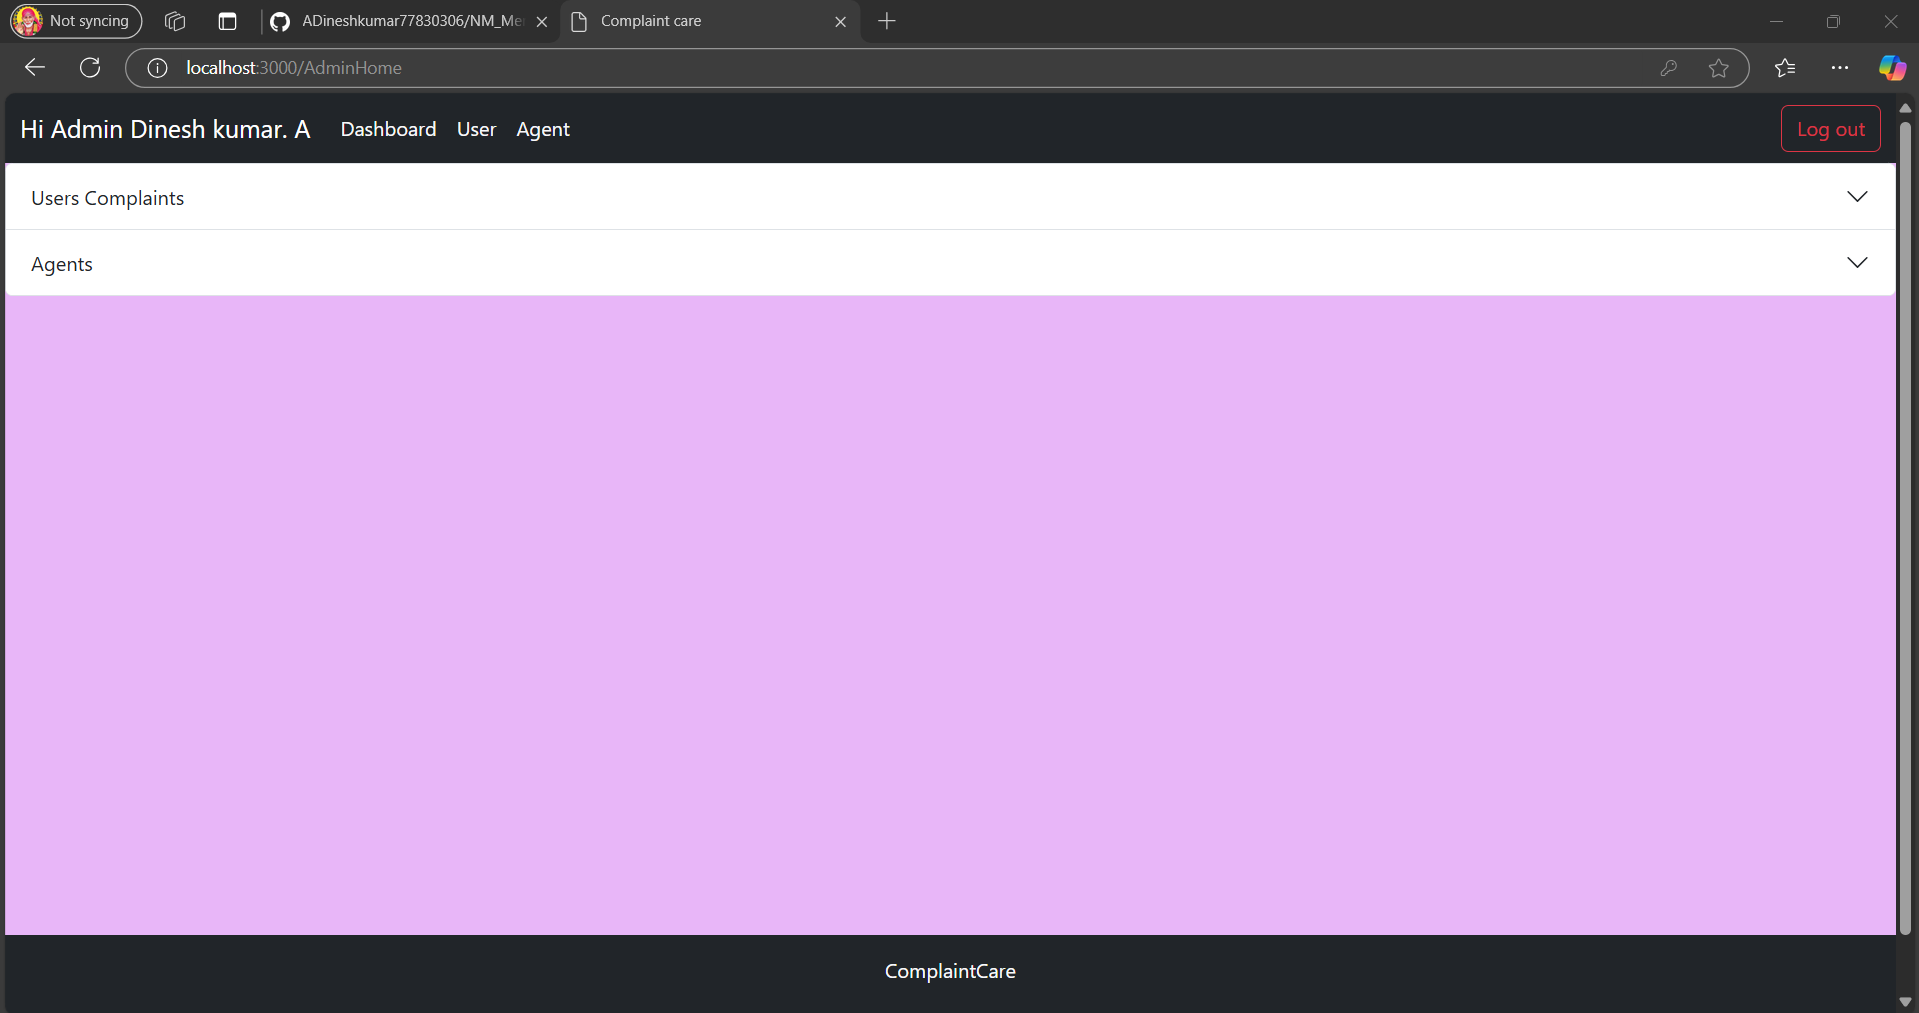 Not syncing
ADineshkumar77830306/NM_Me
Complaint care
localhost:3000/AdminHome
Hi Admin Dinesh kumar. A
Dashboard
User
Agent
Log out
Users Complaints
Agents
ComplaintCare